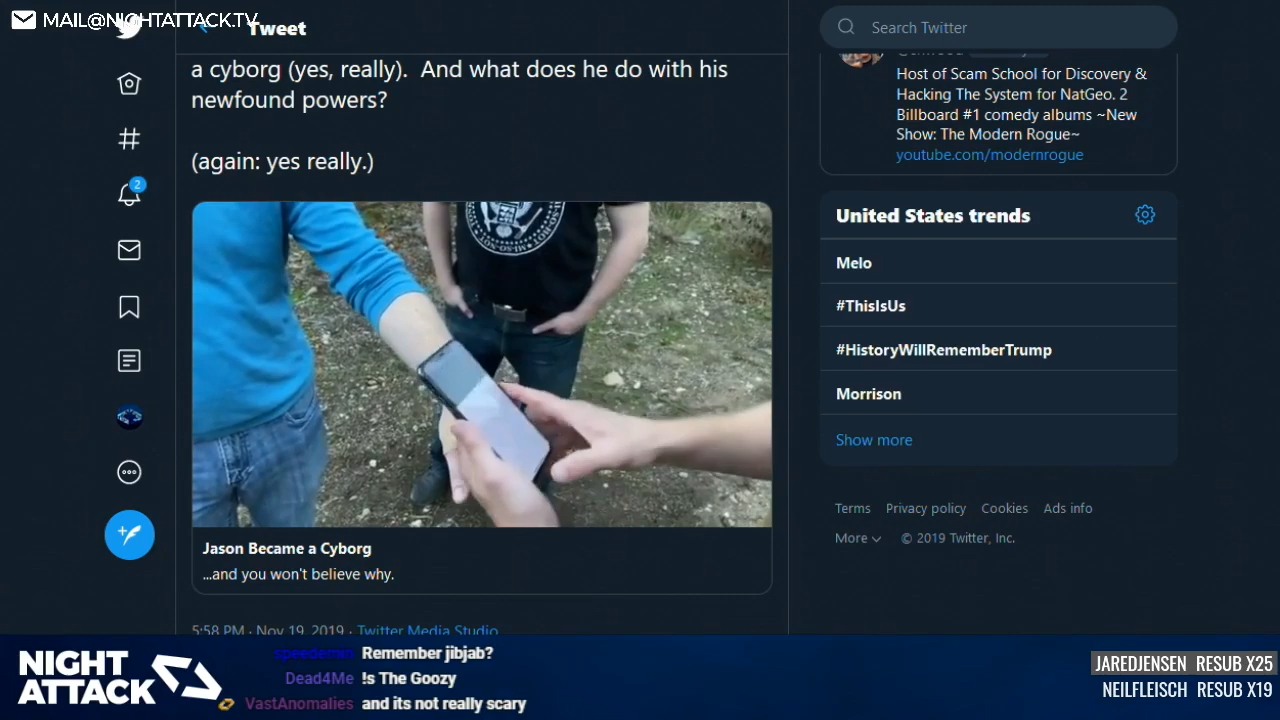 MAIL@NIGHTATTACK.TV
Tweet
Search Twitter
a cyborg (yes, really). And what does he do with his
newfound powers?
(again: yes really.)
2
Jason Became a Cyborg
...and you won't believe why.
5:58 PM · Nov 19, 2019 · Twitter Media Studio
Host of Scam School for Discovery &
Hacking The System for NatGeo. 2
Billboard #1 comedy albums ~New
Show: The Modern Rogue~
youtube.com/modernrogue
United States trends
Melo
#ThisIsUs
#HistoryWillRememberTrump
Morrison
Show more
Terms Privacy policy Cookies Ads info
More © 2019 Twitter, Inc.
NIGHT
ATTACK
speedemin Remember jibjab?
Dead4Me !s The Goozy
VastAnomalies and its not really scary
JAREDJENSEN RESUB X25
NEILFLEISCH RESUB X19